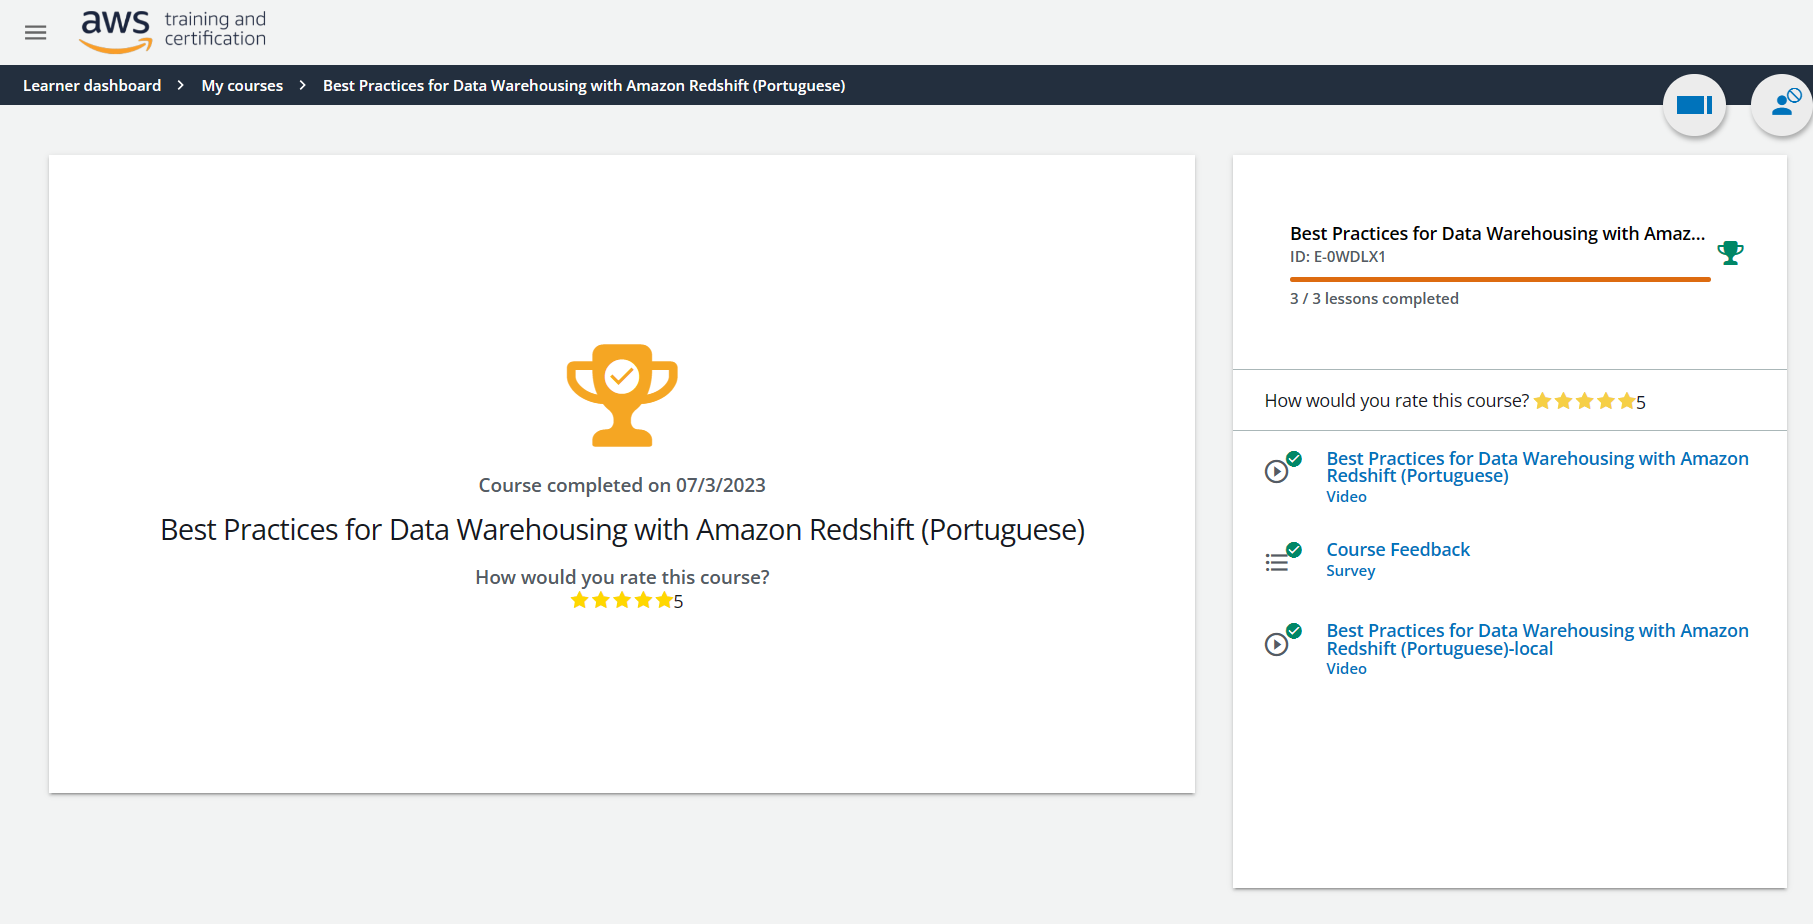 aws training and
certification
Learner dashboard > My courses > Best Practices for Data Warehousing with Amazon Redshift (Portuguese)
Course completed on 07/3/2023
Best Practices for Data Warehousing with Amazon Redshift (Portuguese)
How would you rate this course?
5
Best Practices for Data Warehousing with Amaz...
ID: E-0WDLX1
3 / 3 lessons completed
How would you rate this course? 5
Best Practices for Data Warehousing with Amazon
Redshift (Portuguese)
Video
Course Feedback
Survey
Best Practices for Data Warehousing with Amazon
Redshift (Portuguese)-local
Video